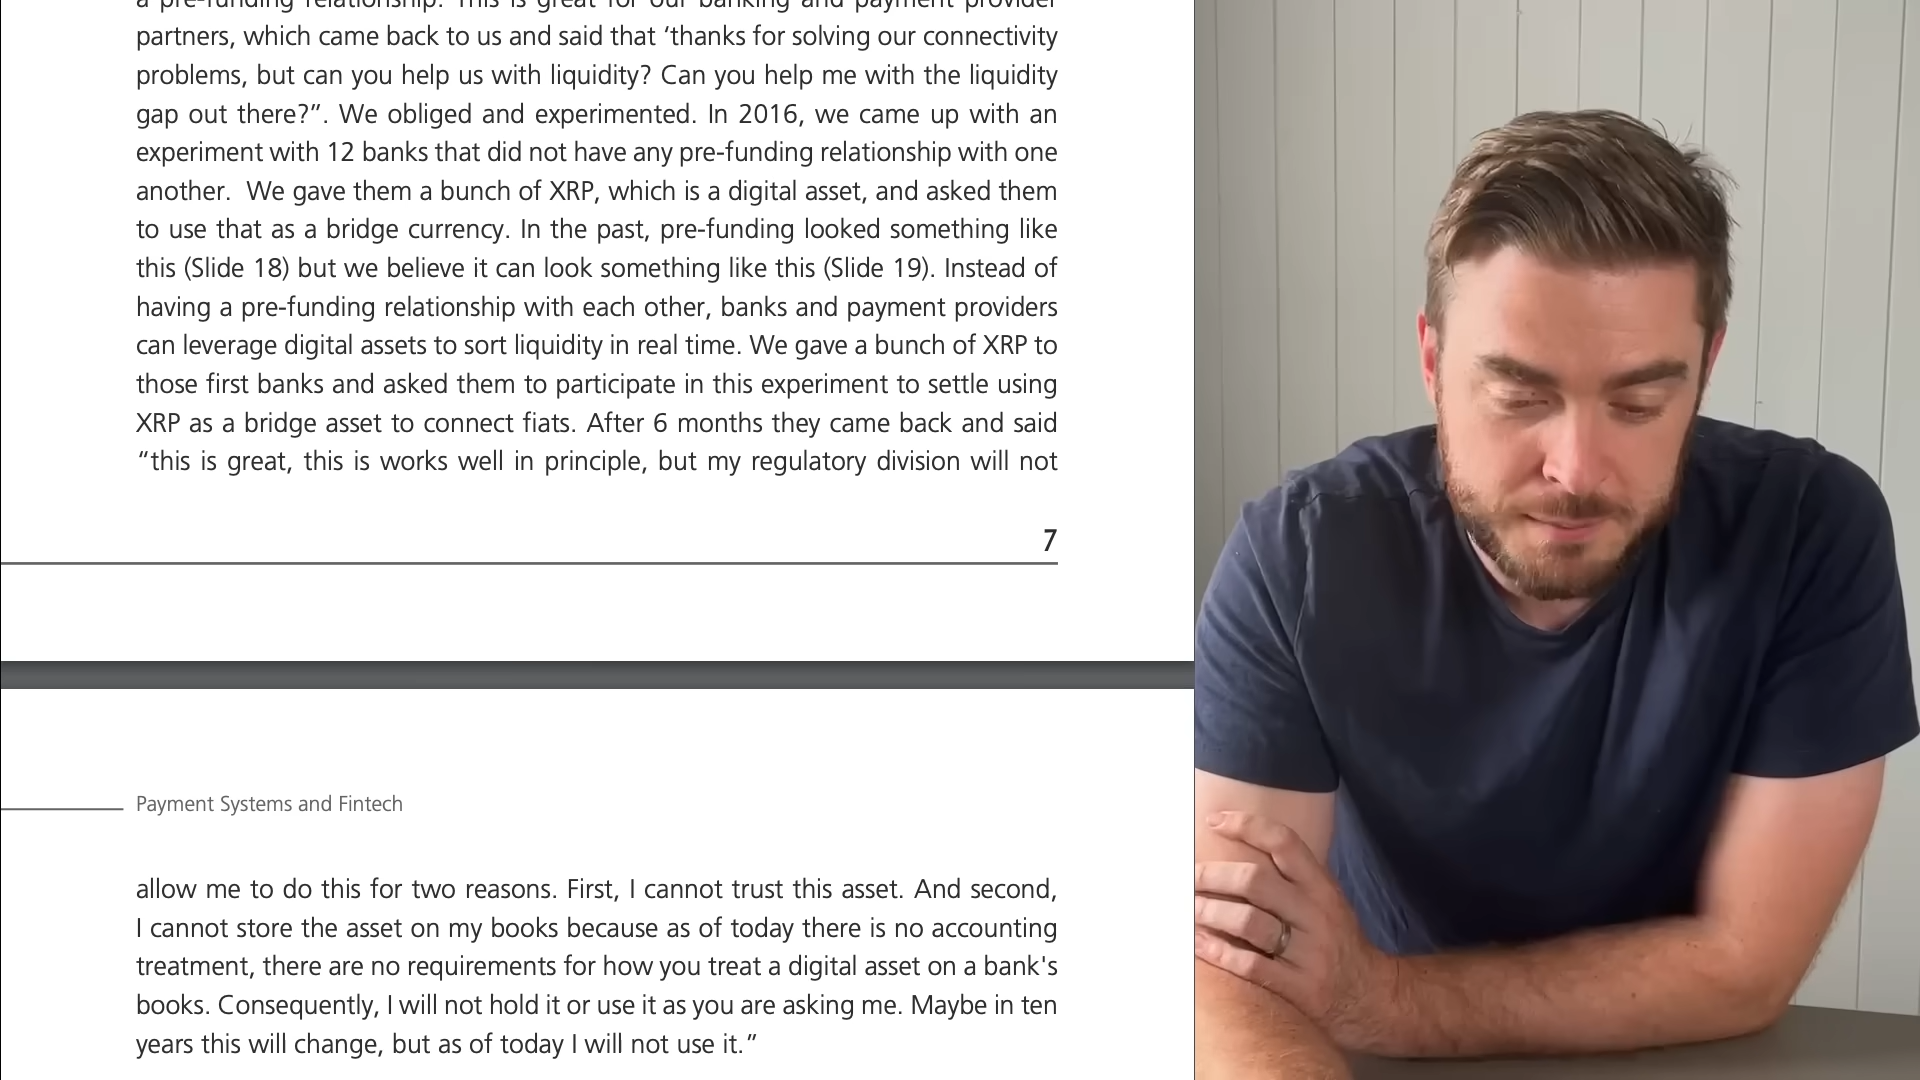 a pre-funding relationship. This is great for our banking and payment provider
partners, which came back to us and said that ‘thanks for solving our connectivity
problems, but can you help us with liquidity? Can you help me with the liquidity
gap out there?”. We obliged and experimented. In 2016, we came up with an
experiment with 12 banks that did not have any pre-funding relationship with one
another.  We gave them a bunch of XRP, which is a digital asset, and asked them
to use that as a bridge currency. In the past, pre-funding looked something like
this (Slide 18) but we believe it can look something like this (Slide 19). Instead of
having a pre-funding relationship with each other, banks and payment providers
can leverage digital assets to sort liquidity in real time. We gave a bunch of XRP to
those first banks and asked them to participate in this experiment to settle using
XRP as a bridge asset to connect fiats. After 6 months they came back and said
“this is great, this is works well in principle, but my regulatory division will not
7
Payment Systems and Fintech
allow me to do this for two reasons. First, I cannot trust this asset. And second,
I cannot store the asset on my books because as of today there is no accounting
treatment, there are no requirements for how you treat a digital asset on a bank's
books. Consequently, I will not hold it or use it as you are asking me. Maybe in ten
years this will change, but as of today I will not use it.”